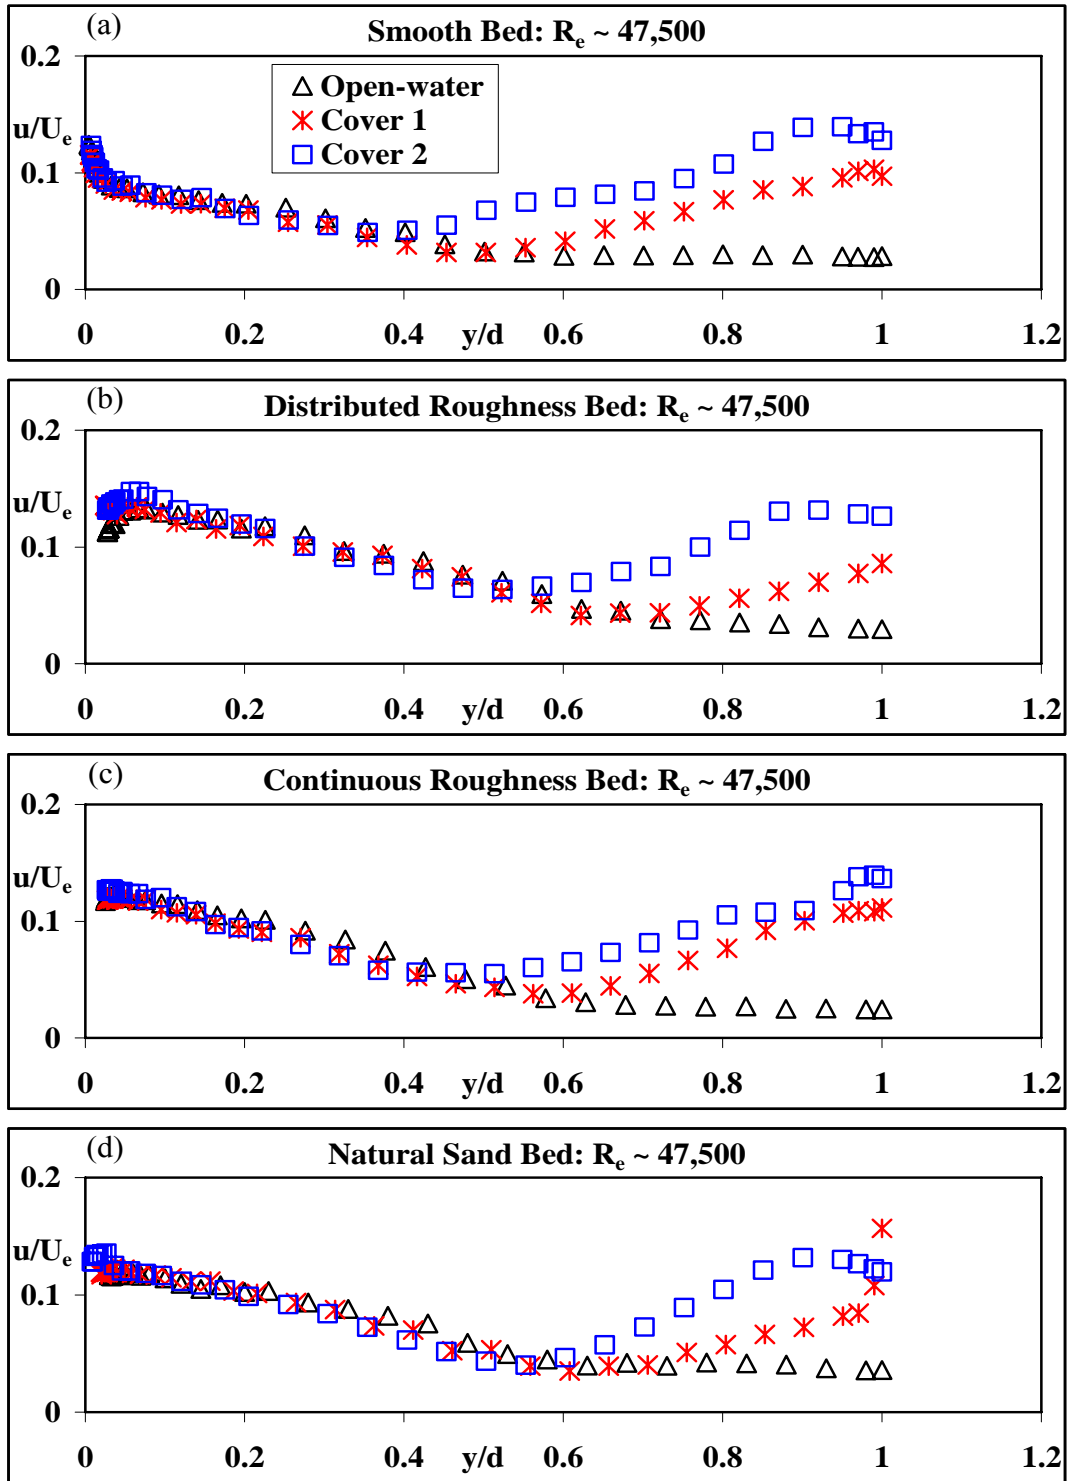 (a)
Smooth Bed: Re ~ 47,500
0.2
Open-water
Cover 1
Cover 2
u/Ue
0.1
0
0 0.2 0.4 y/d 0.6 0.8 1 1.2
(b)
Distributed Roughness Bed: Re ~ 47,500
0.2
u/Ue
0.1
0
0 0.2 0.4 y/d 0.6 0.8 1 1.2
(c)
Continuous Roughness Bed: Re ~ 47,500
0.2
u/Ue
0.1
0
0 0.2 0.4 y/d 0.6 0.8 1 1.2
(d)
Natural Sand Bed: Re ~ 47,500
0.2
u/Ue
0.1
0
0 0.2 0.4 y/d 0.6 0.8 1 1.2